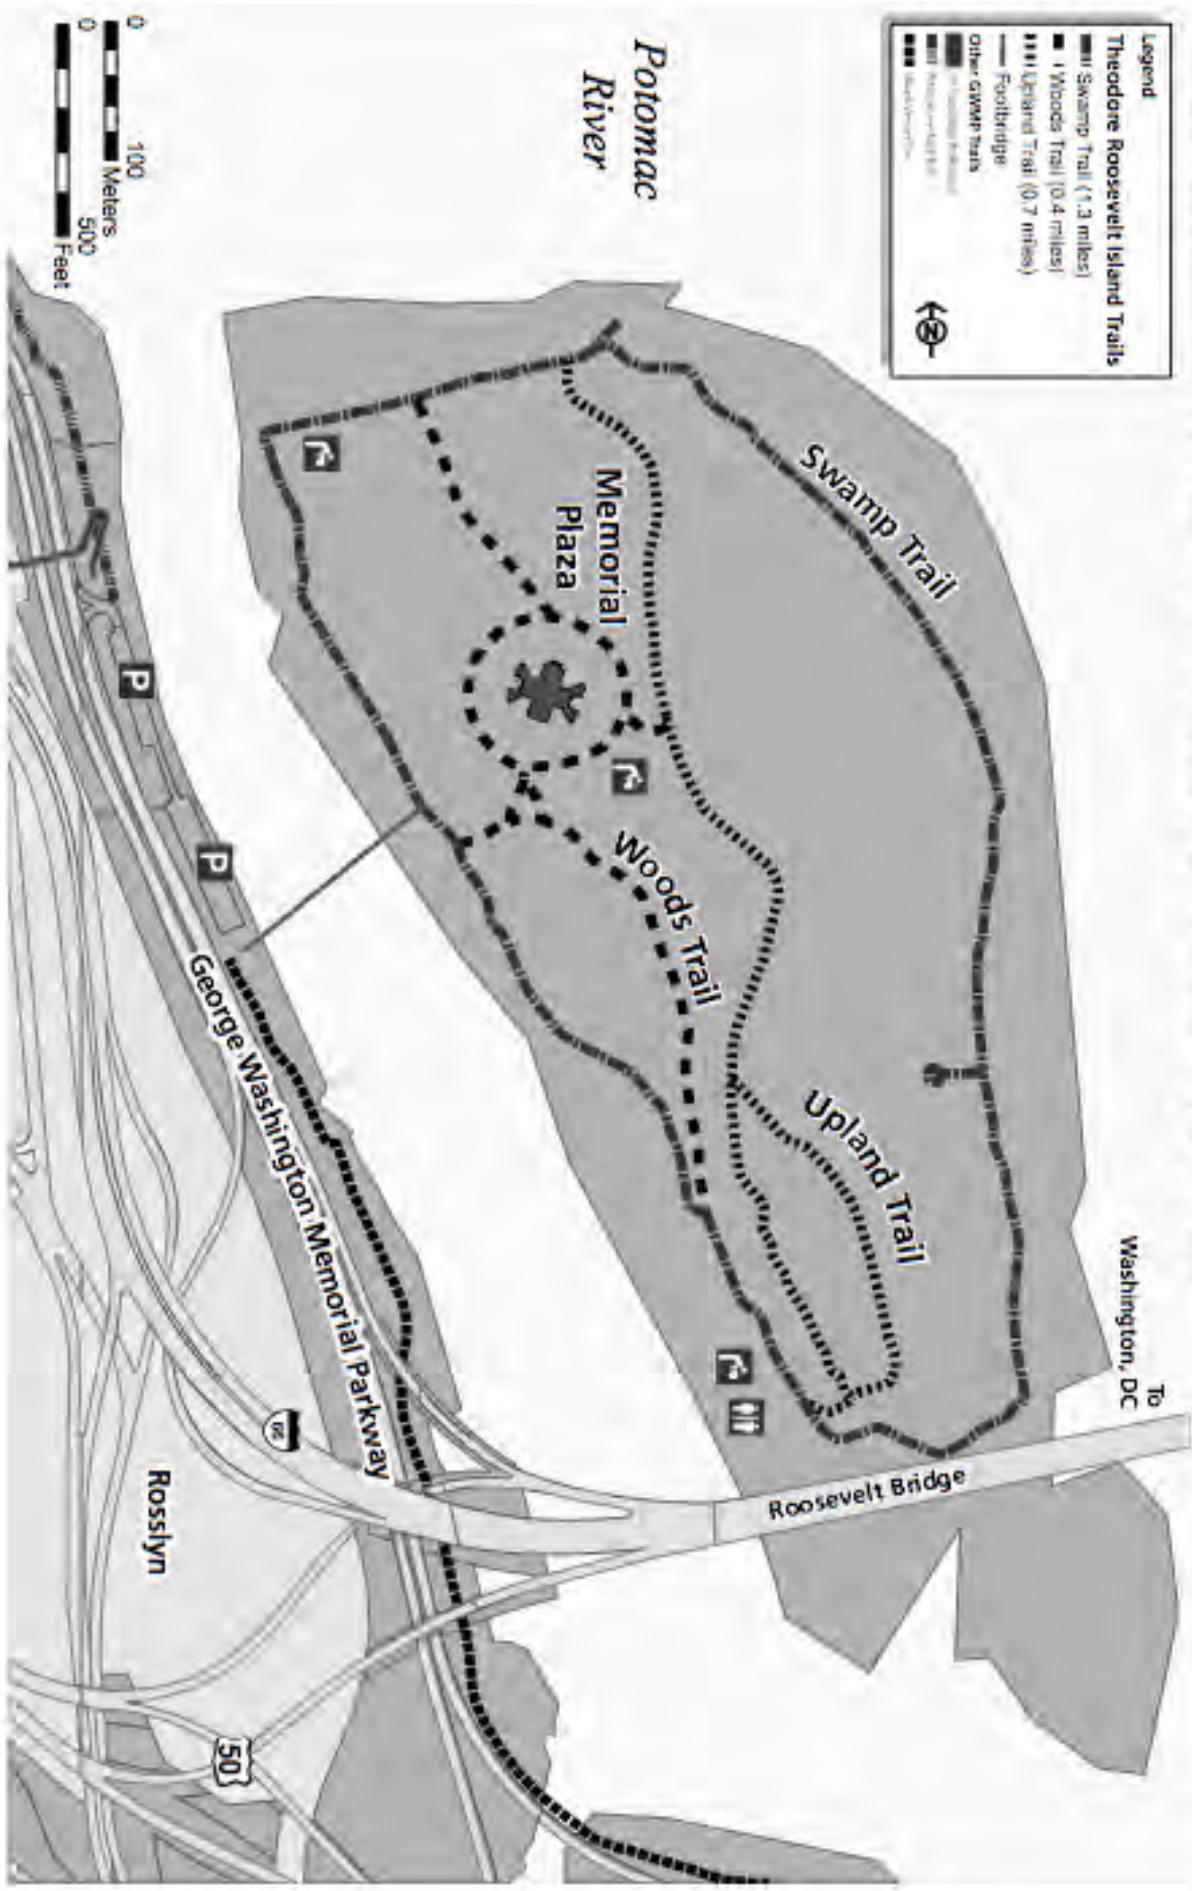 Legend
Theodore Roosevelt Island Trails
Swamp Trail (1.3 miles)
Woods Trail (0.4 miles)
Upland Trail (0.7 miles)
Footbridge
Other GWMP Trails
N
Potomac
River
0 100
Meters
0 500
Feet
Swamp Trail
Memorial
Plaza
Woods Trail
Upland Trail
To
Washington, DC
Roosevelt Bridge
P
P
George Washington Memorial Parkway
66
Rosslyn
50